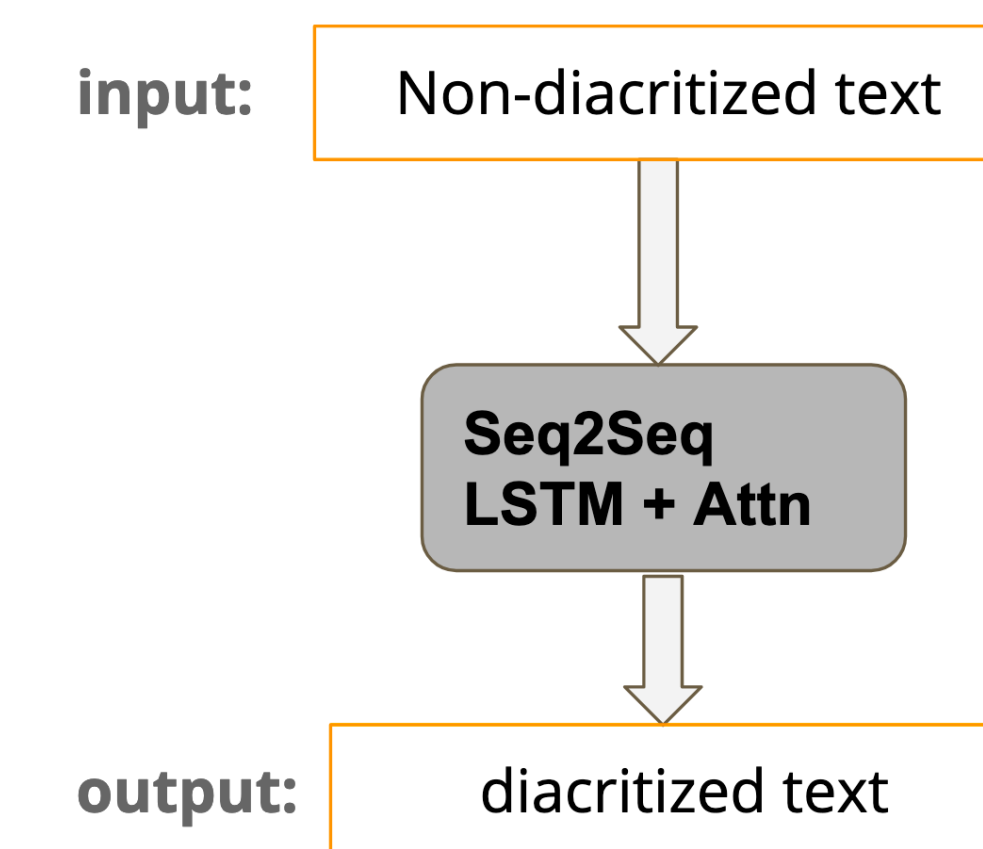 input: Non-diacritized text
Seq2Seq
LSTM + Attn
output: diacritized text